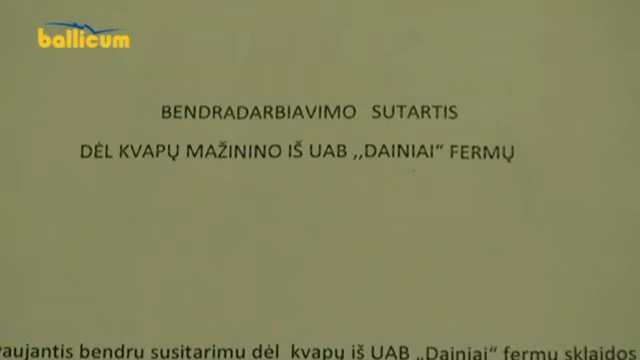 ballicum
BENDRADARBIAVIMO SUTARTIS
DĖL KVAPŲ MAŽININO IŠ UAB ,,DAINIAI“ FERMŲ
vaujantis bendru susitarimu dėl kvapų iš UAB „Dainiai“ fermų sklaidos